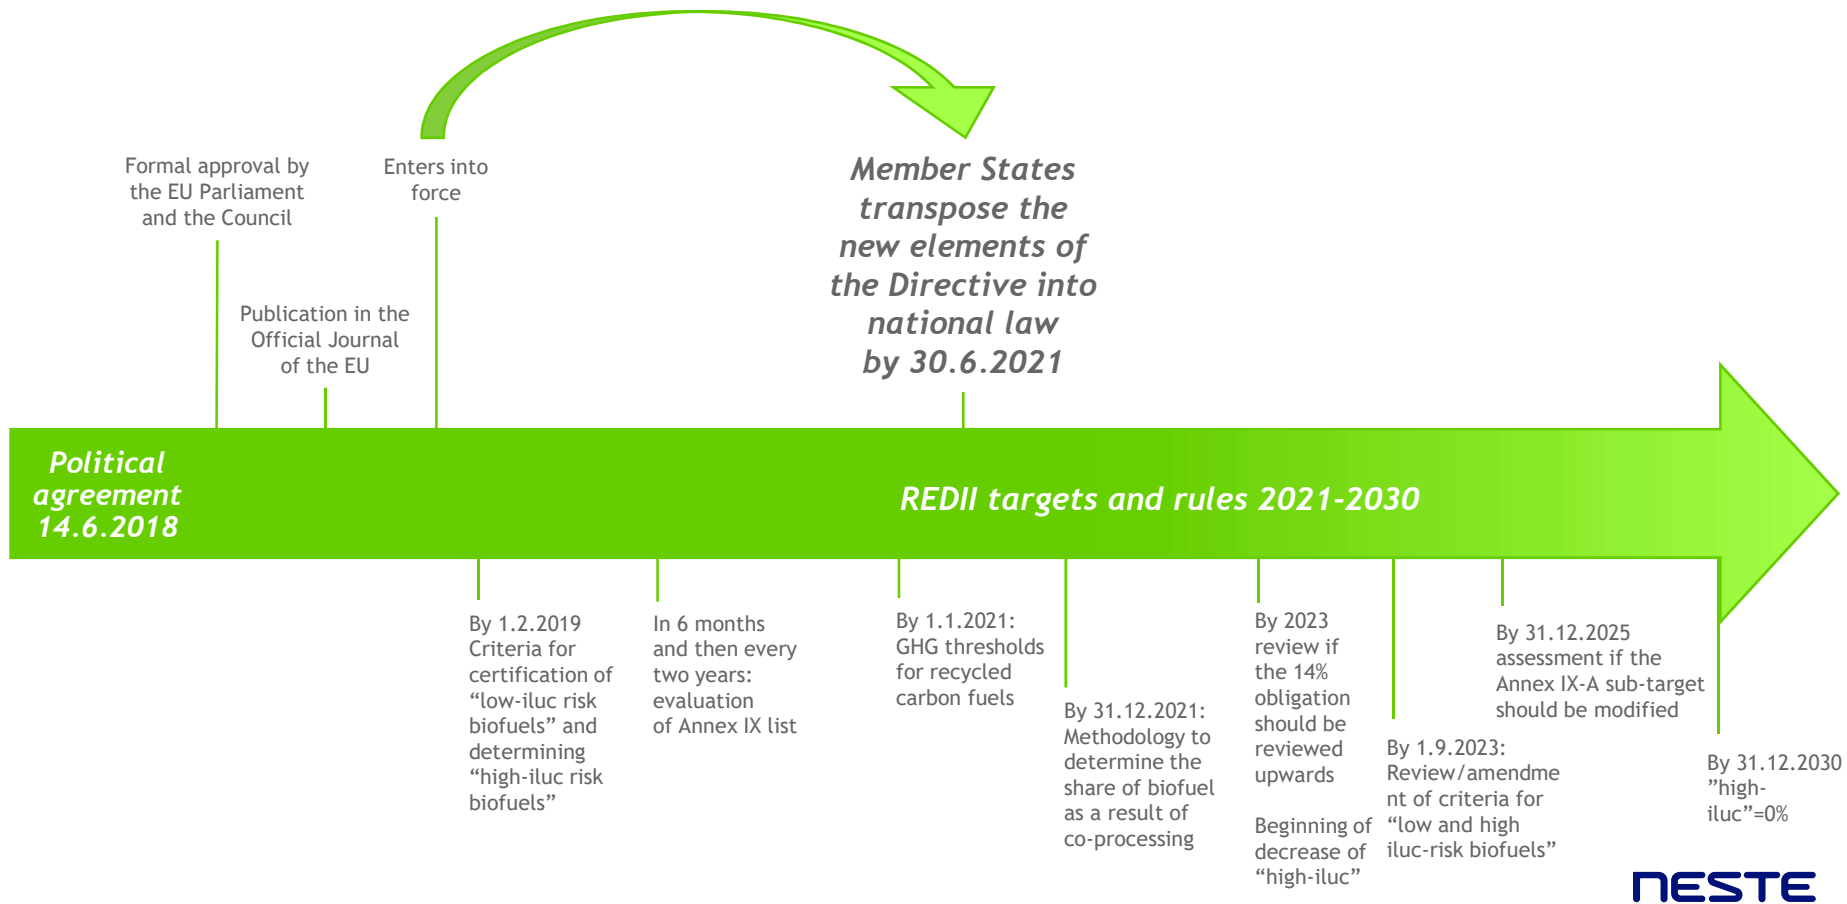 Formal approval by
the EU Parliament
and the Council
Enters into
force
Member States
transpose the
new elements of
the Directive into
national law
by 30.6.2021
Publication in the
Official Journal
of the EU
Political
agreement
14.6.2018
REDII targets and rules 2021-2030
By 1.2.2019
Criteria for
certification of
“low-iluc risk
biofuels” and
determining
“high-iluc risk
biofuels”
In 6 months
and then every
two years:
evaluation
of Annex IX list
By 1.1.2021:
GHG thresholds
for recycled
carbon fuels
By 31.12.2021:
Methodology to
determine the
share of biofuel
as a result of
co-processing
By 2023
review if
the 14%
obligation
should be
reviewed
upwards
Beginning of
decrease of
“high-iluc”
By 1.9.2023:
Review/amendme
nt of criteria for
“low and high
iluc-risk biofuels”
By 31.12.2025
assessment if the
Annex IX-A sub-target
should be modified
By 31.12.2030
”high-
iluc”=0%
NESTE